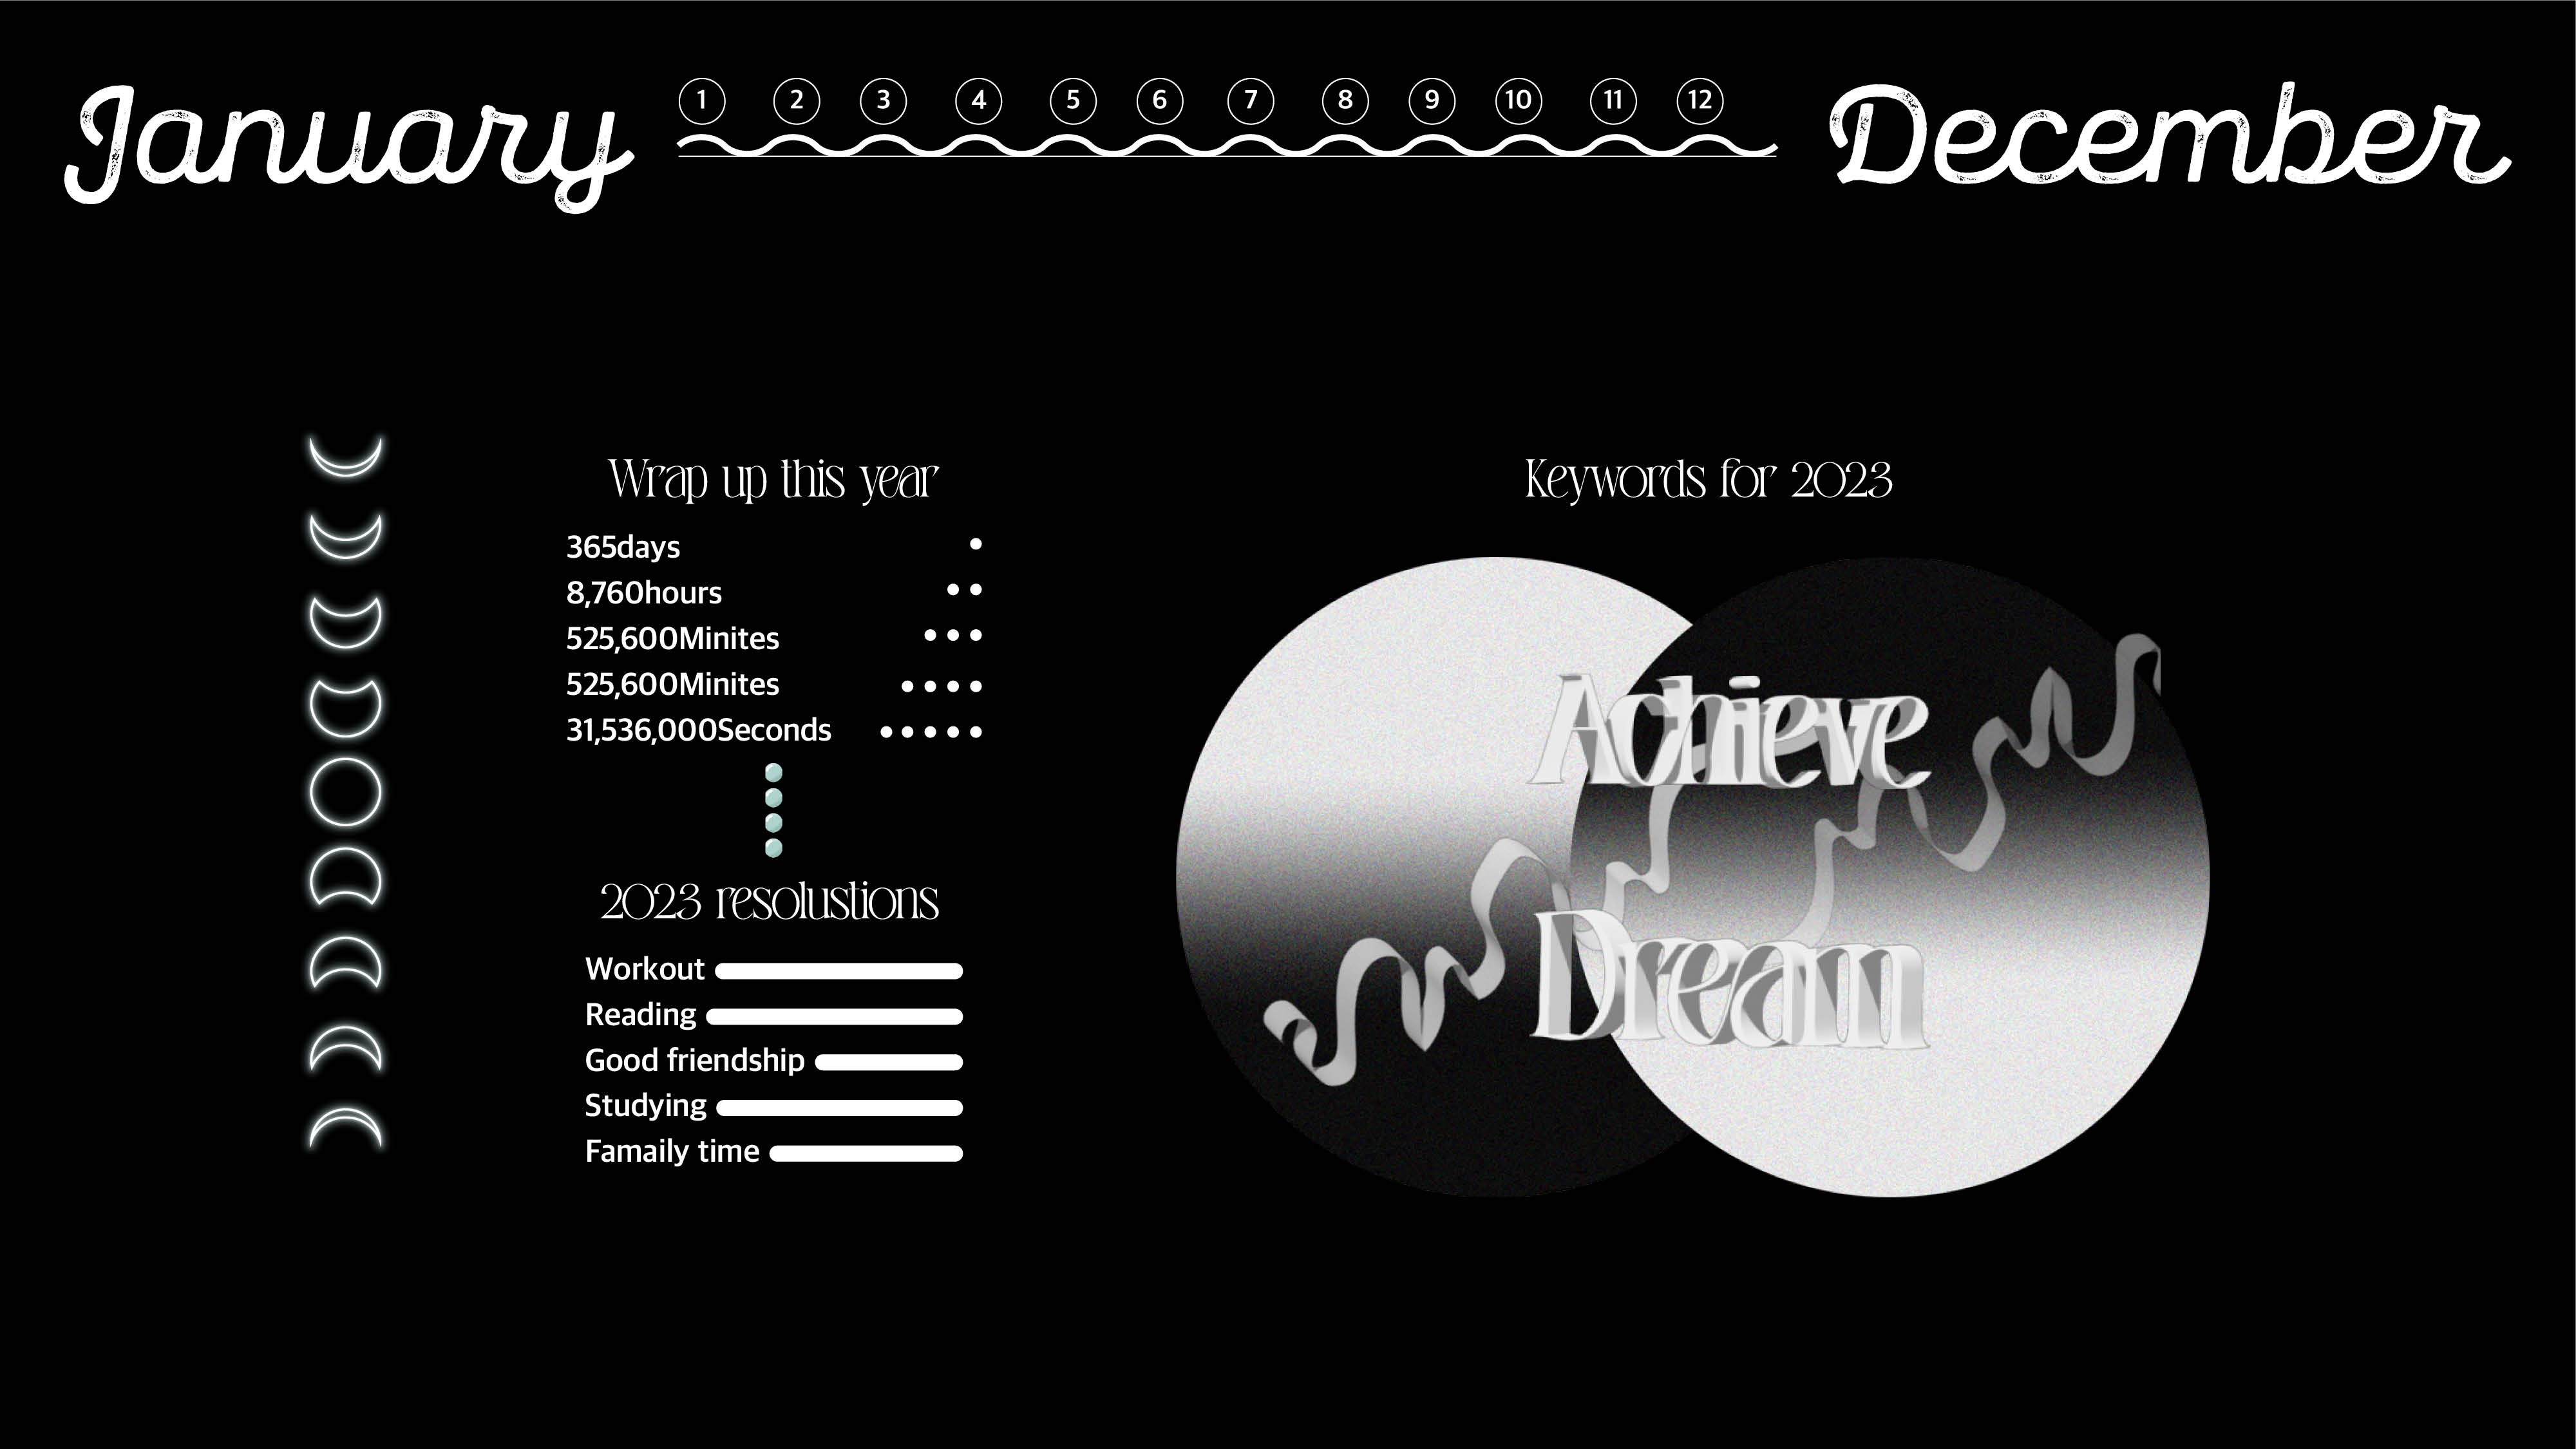 January
1 2 3 4 5 6 7 8 9 10 11 12
December
Wrap up this year
365days
8,760hours
525,600Minites
525,600Minites
31,536,000Seconds
2023 resolustions
Workout
Reading
Good friendship
Studying
Famaily time
Keywords for 2023
Achieve
Dream